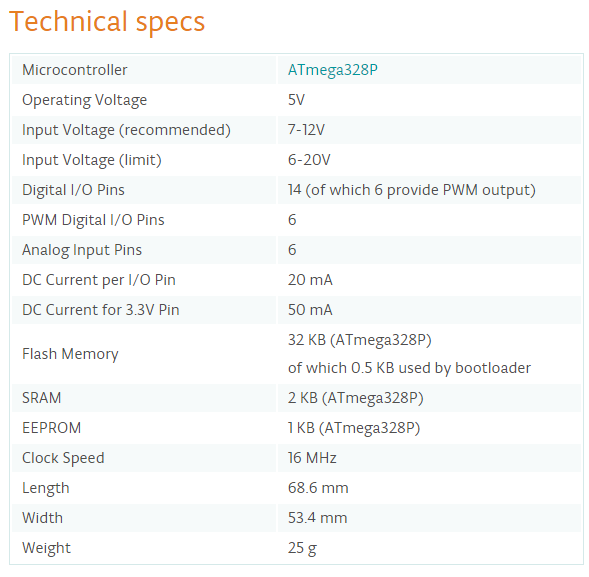 Technical specs
Microcontroller ATmega328P
Operating Voltage 5V
Input Voltage (recommended) 7-12V
Input Voltage (limit) 6-20V
Digital I/O Pins 14 (of which 6 provide PWM output)
PWM Digital I/O Pins 6
Analog Input Pins 6
DC Current per I/O Pin 20 mA
DC Current for 3.3V Pin 50 mA
Flash Memory 32 KB (ATmega328P)
of which 0.5 KB used by bootloader
SRAM 2 KB (ATmega328P)
EEPROM 1 KB (ATmega328P)
Clock Speed 16 MHz
Length 68.6 mm
Width 53.4 mm
Weight 25 g